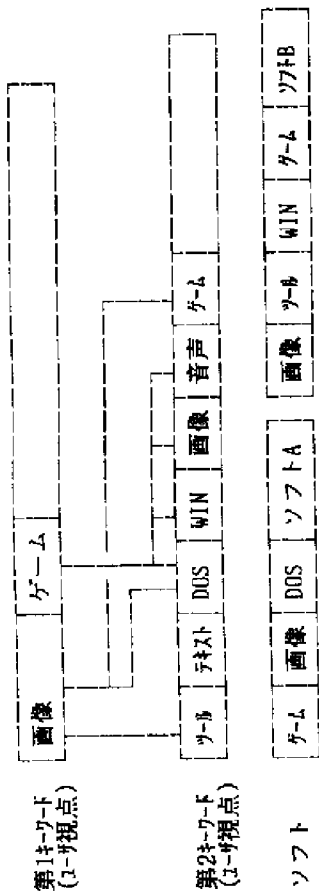 第1キーワード
(ユーザ視点)
画像 ゲーム
第2キーワード
(ユーザ視点)
ツール テキスト DOS WIN 画像 音声 ゲーム
ソフト
ゲーム 画像 DOS ソフトA
画像 ツール WIN ゲーム ソフトB